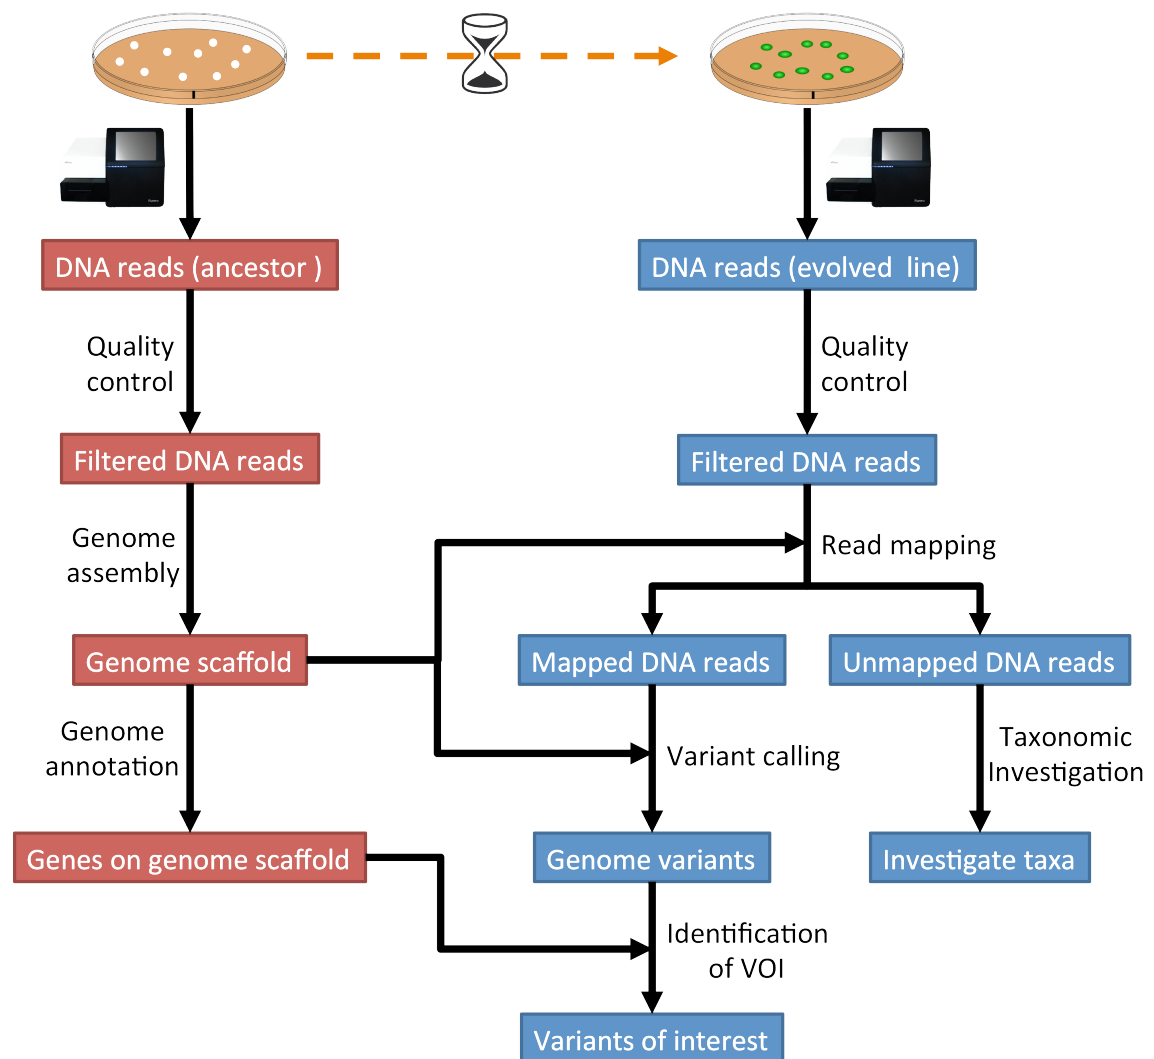 DNA reads (ancestor )
DNA reads (evolved  line)
Quality
control
Quality
control
Filtered DNA reads
Filtered DNA reads
Genome
assembly
Read mapping
Genome scaffold
Mapped DNA reads
Unmapped DNA reads
Genome
annotation
Variant calling
Taxonomic
Investigation
Genes on genome scaffold
Genome variants
Investigate taxa
Identification
of VOI
Variants of interest